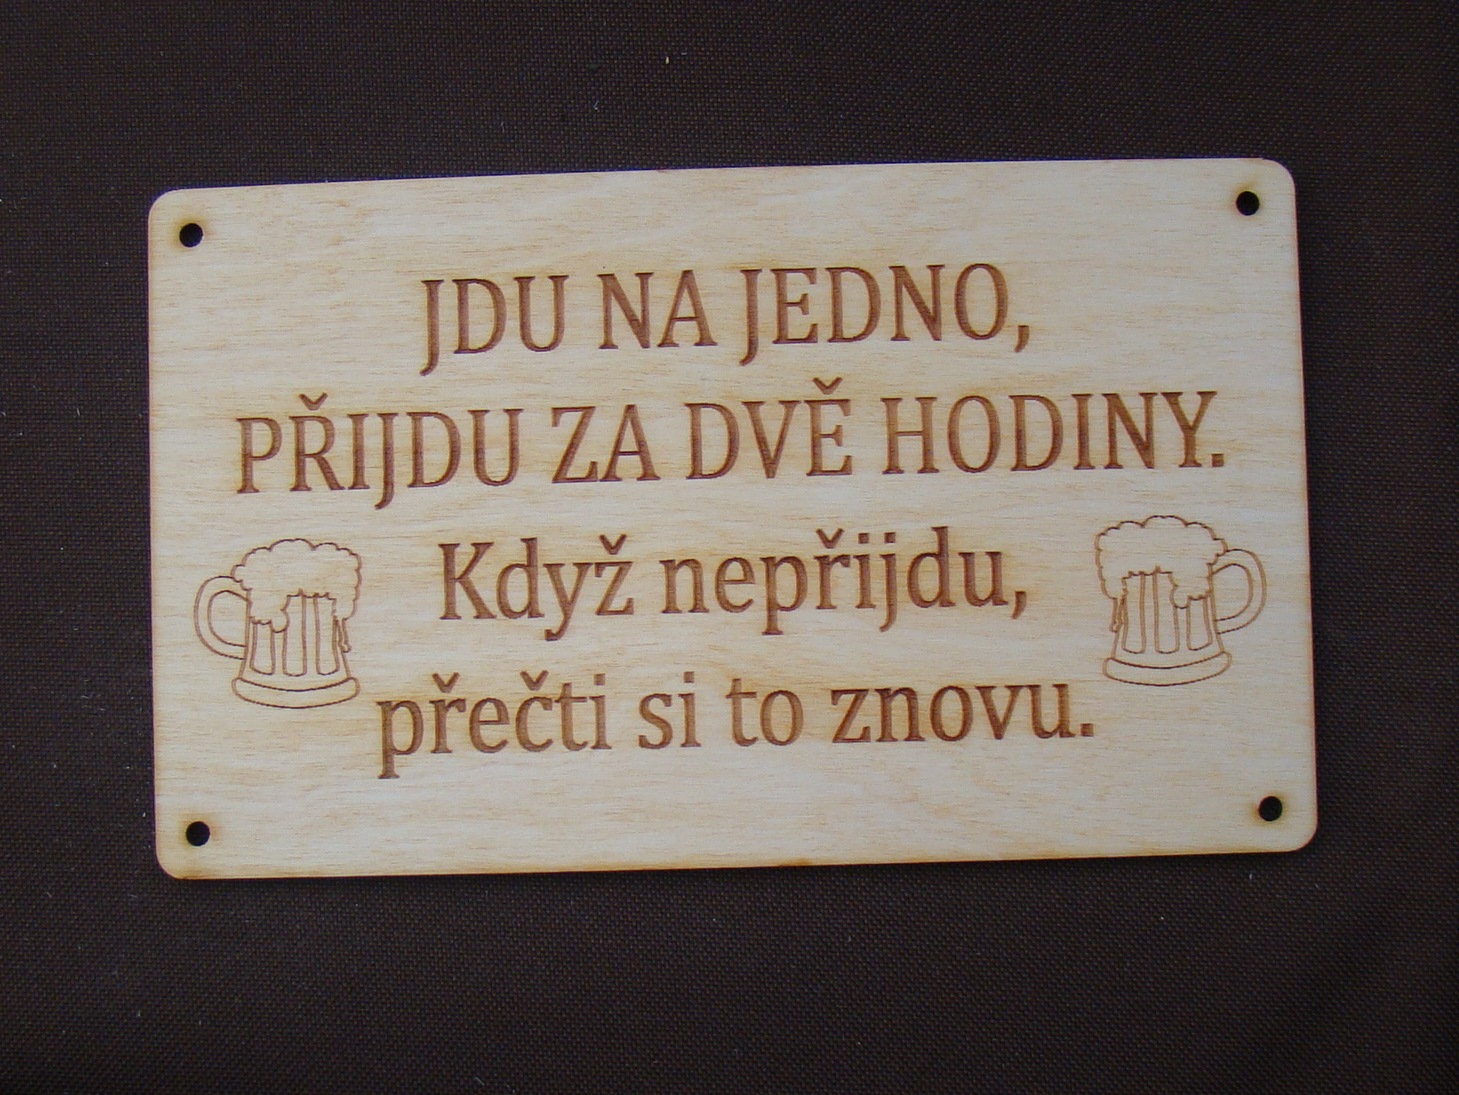 JDU NA JEDNO,
PŘIJDU ZA DVĚ HODINY.
Když nepřijdu,
přečti si to znovu.